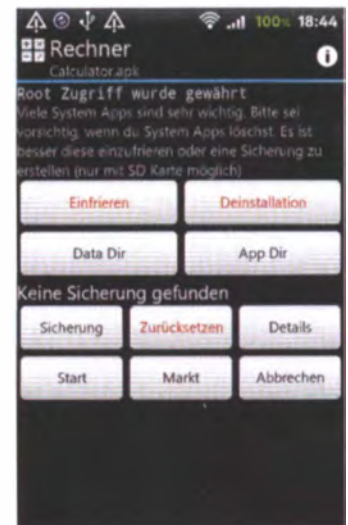 100% 18:44
Rechner
Calculator.apk
Root Zugriff wurde gewährt
Viele System Apps sind sehr wichtig. Bitte sei
vorsichtig, wenn du System Apps löschst. Es ist
besser diese einzufrieren oder eine Sicherung zu
erstellen (nur mit SD Karte möglich)
Einfrieren Deinstallation
Data Dir App Dir
Keine Sicherung gefunden
Sicherung Zurücksetzen Details
Start Markt Abbrechen